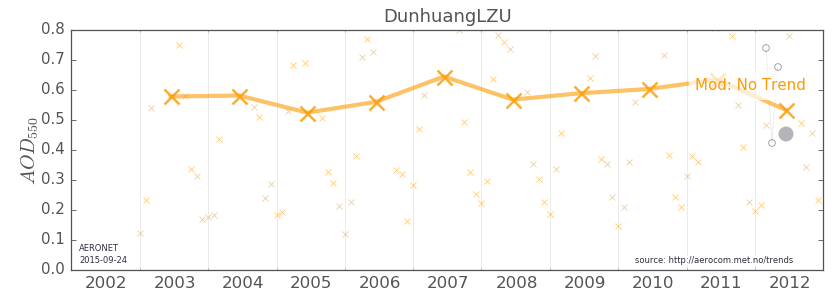 DunhuangLZU
0.8
0.7
0.6
0.5
0.4
0.3
0.2
0.1
0.0
AOD550
Mod: No Trend
AERONET
2015-09-24
source: http://aerocom.met.no/trends
2002 2003 2004 2005 2006 2007 2008 2009 2010 2011 2012